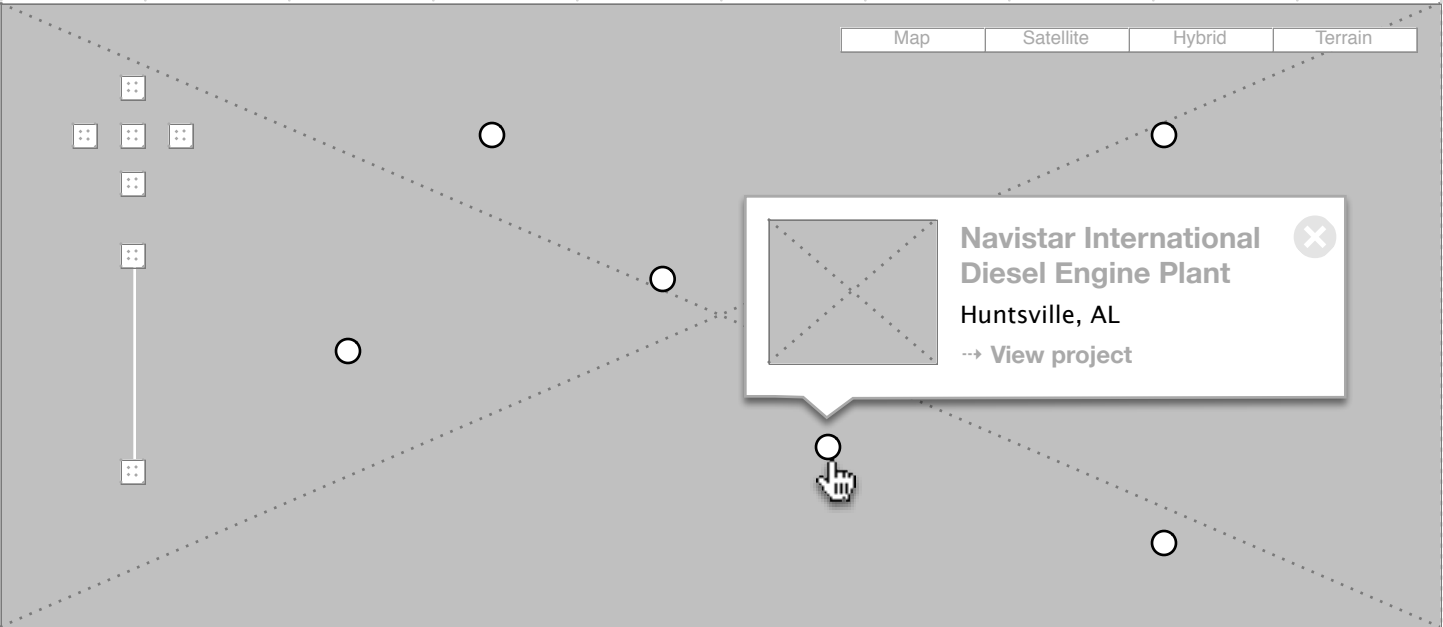 Map
Satellite
Hybrid
Terrain
Navistar International
Diesel Engine Plant
Huntsville, AL
⇢ View project